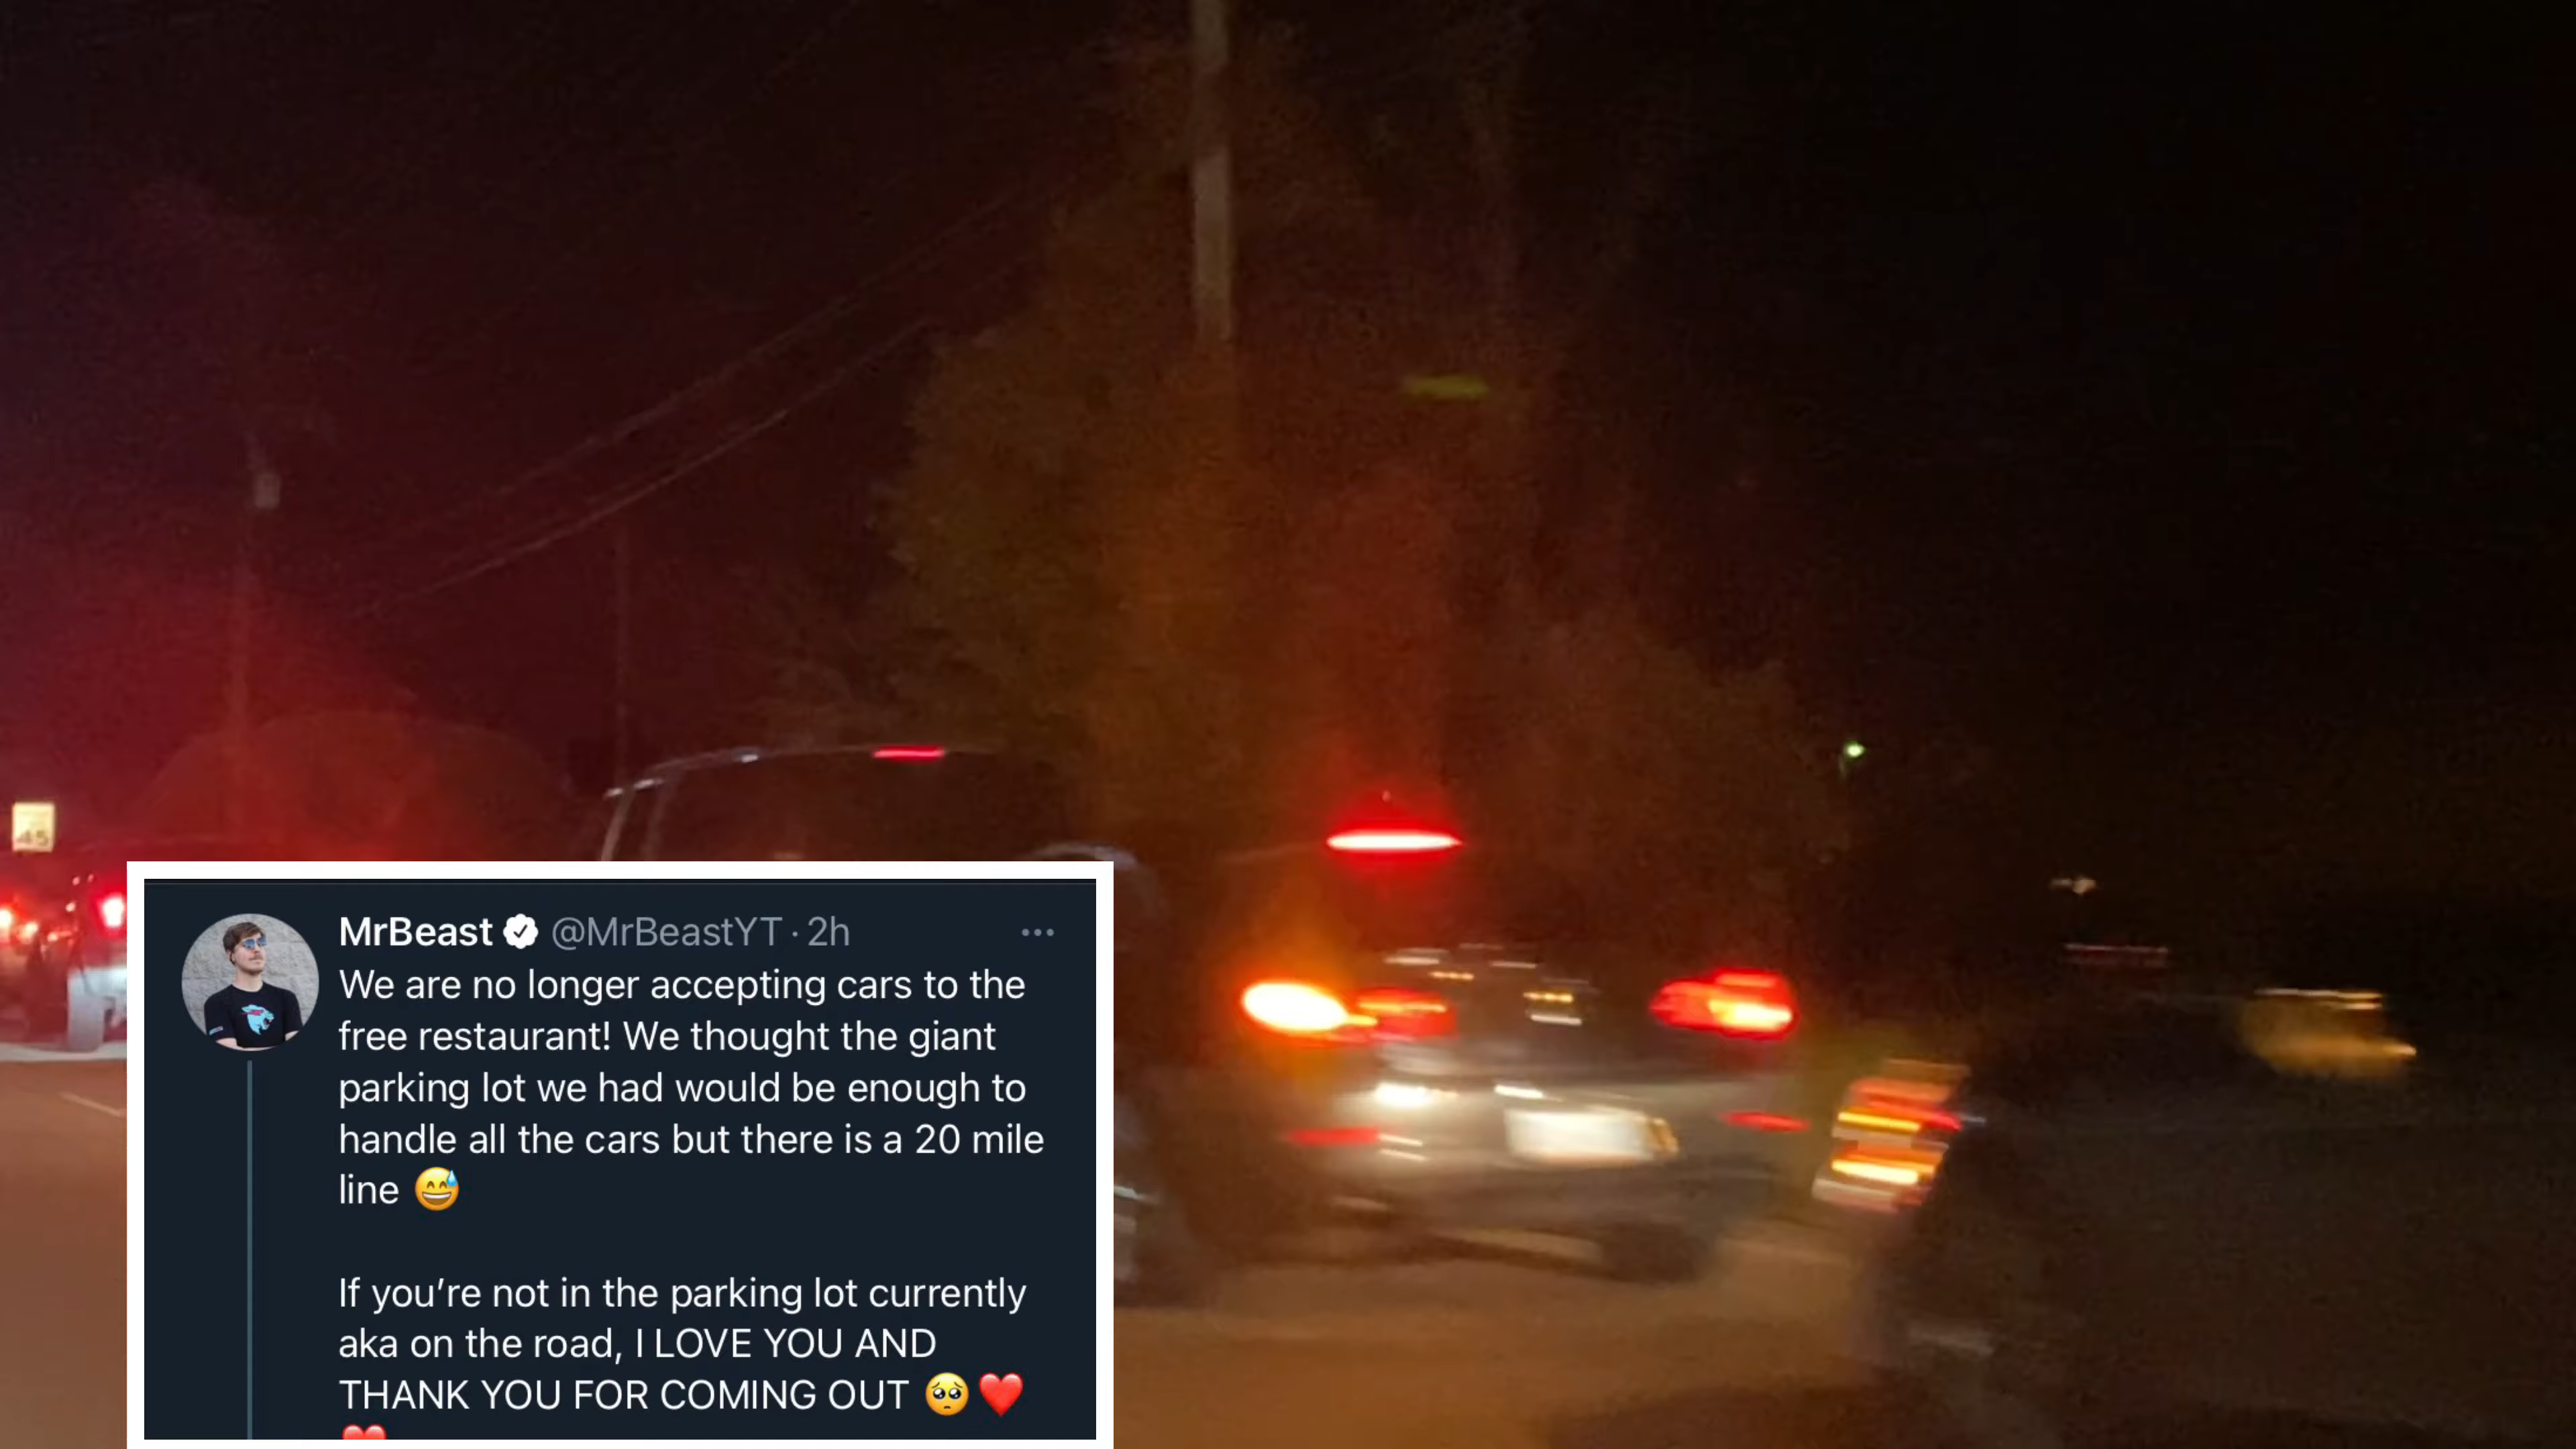 45
MrBeast @MrBeastYT · 2h
We are no longer accepting cars to the
free restaurant! We thought the giant
parking lot we had would be enough to
handle all the cars but there is a 20 mile
line 😅
If you’re not in the parking lot currently
aka on the road, I LOVE YOU AND
THANK YOU FOR COMING OUT 🥺❤️
❤️